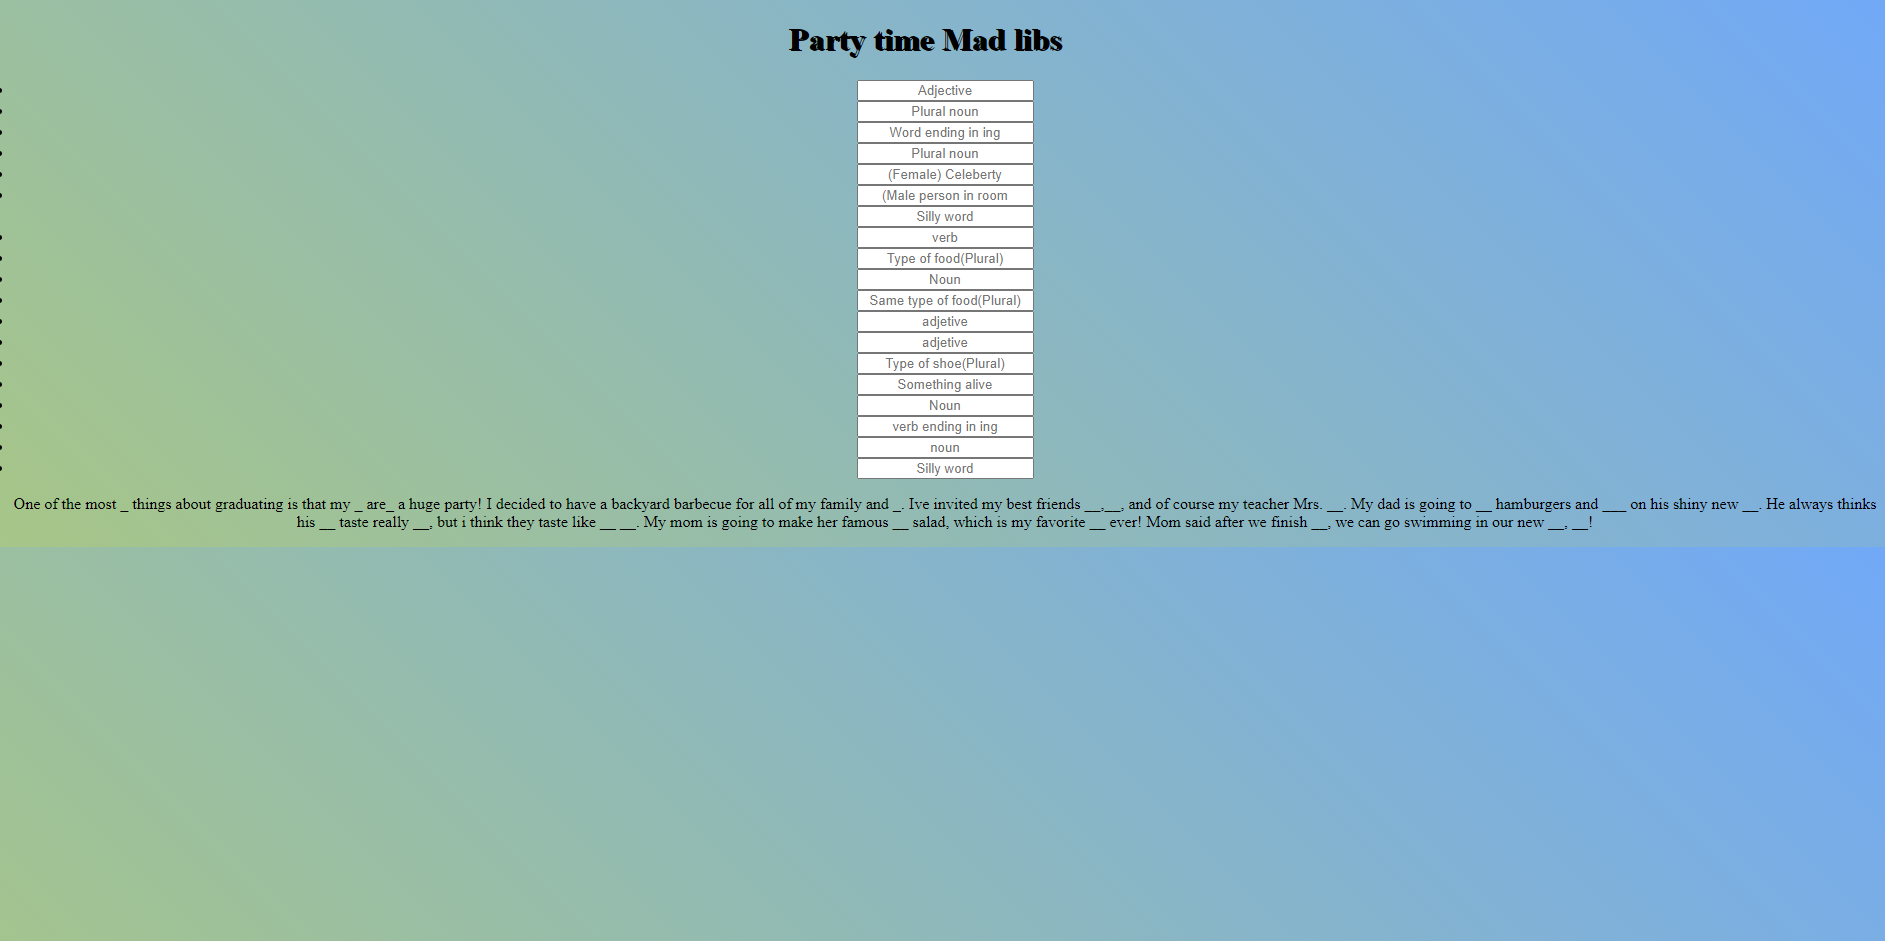 Party time Mad libs
Adjective
Plural noun
Word ending in ing
Plural noun
(Female) Celeberty
(Male person in room
Silly word
verb
Type of food(Plural)
Noun
Same type of food(Plural)
adjetive
adjetive
Type of shoe(Plural)
Something alive
Noun
verb ending in ing
noun
Silly word
One of the most _ things about graduating is that my _ are_ a huge party! I decided to have a backyard barbecue for all of my family and _. Ive invited my best friends __,__, and of course my teacher Mrs. __. My dad is going to __ hamburgers and ___ on his shiny new __. He always thinks
his __ taste really __, but i think they taste like __ __. My mom is going to make her famous __ salad, which is my favorite __ ever! Mom said after we finish __, we can go swimming in our new __, __!